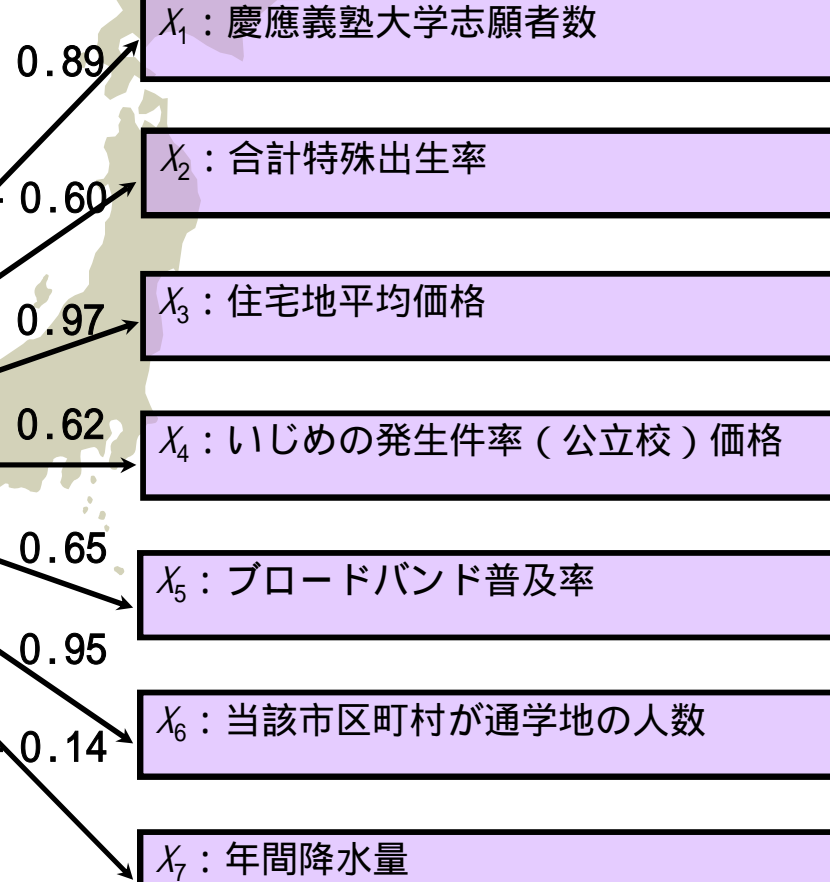 0.89
X1：慶應義塾大学志願者数
-0.60
X2：合計特殊出生率
0.97
X3：住宅地平均価格
0.62
X4：いじめの発生件率（公立校）価格
0.65
X5：ブロードバンド普及率
0.95
X6：当該市区町村が通学地の人数
-0.14
X7：年間降水量